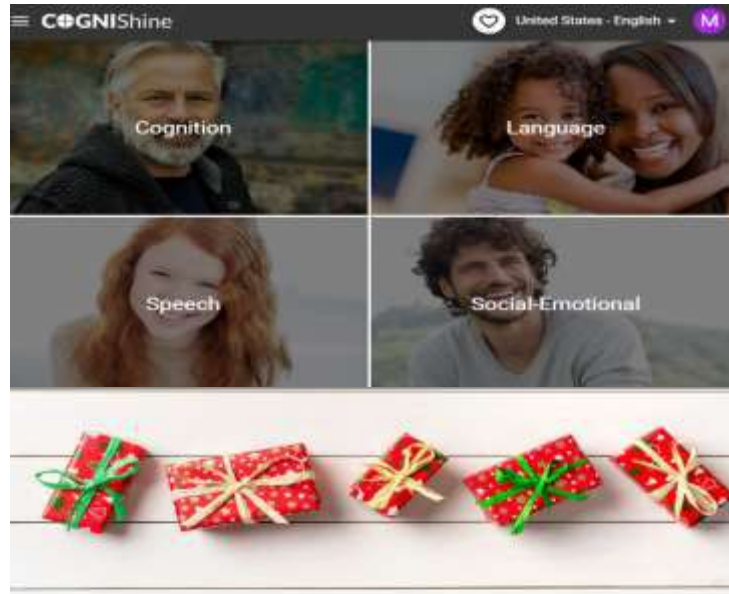 COGNIShine
United States - English
M
Cognition
Language
Speech
Social-Emotional